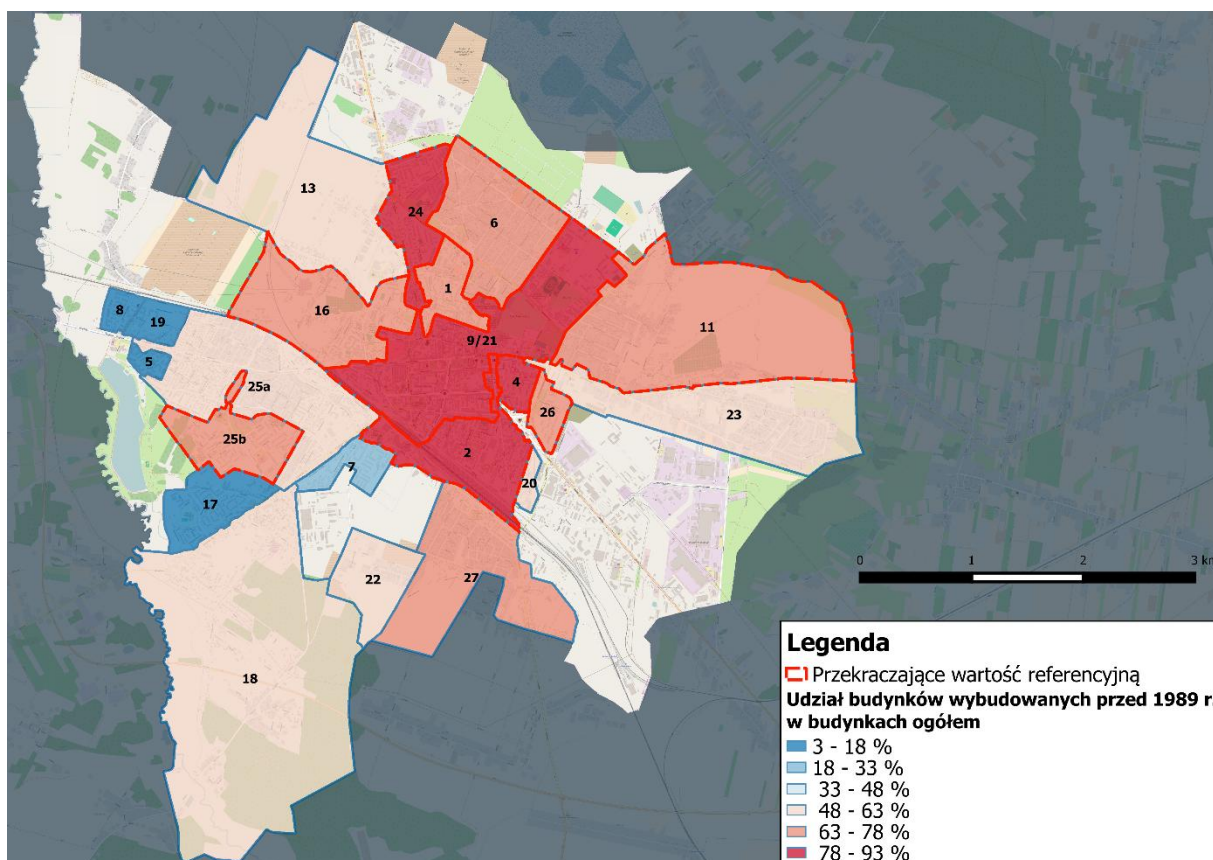 13
24
6
1
16
11
8
19
9/21
5
4
25a
26
23
25b
2
7
20
17
22
27
18
0
1
2
3 km
Legenda
Przekraczające wartość referencyjną
Udział budynków wybudowanych przed 1989 r.
w budynkach ogółem
3 - 18 %
18 - 33 %
33 - 48 %
48 - 63 %
63 - 78 %
78 - 93 %